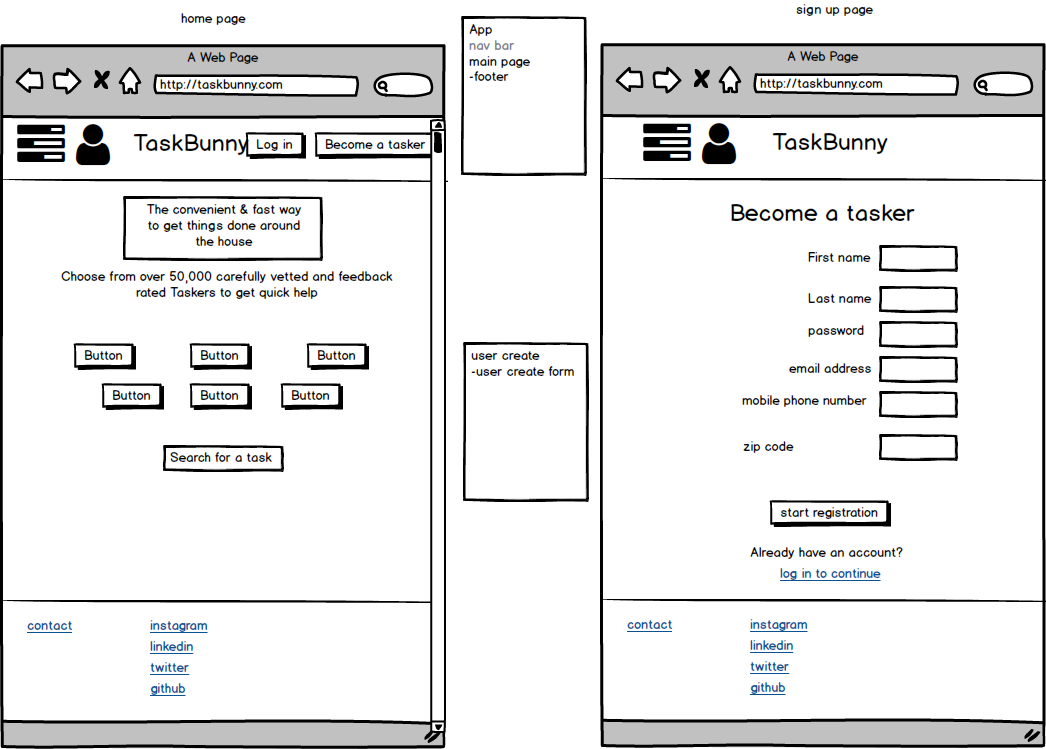 home page
A Web Page
http://taskbunny.com
TaskBunny
Log in
Become a tasker
The convenient & fast way
to get things done around
the house
Choose from over 50,000 carefully vetted and feedback
rated Taskers to get quick help
Button
Button
Button
Button
Button
Button
Search for a task
contact
instagram
linkedin
twitter
github
App
nav bar
main page
-footer
user create
-user create form
sign up page
A Web Page
http://taskbunny.com
TaskBunny
Become a tasker
First name
Last name
password
email address
mobile phone number
zip code
start registration
Already have an account?
log in to continue
contact
instagram
linkedin
twitter
github